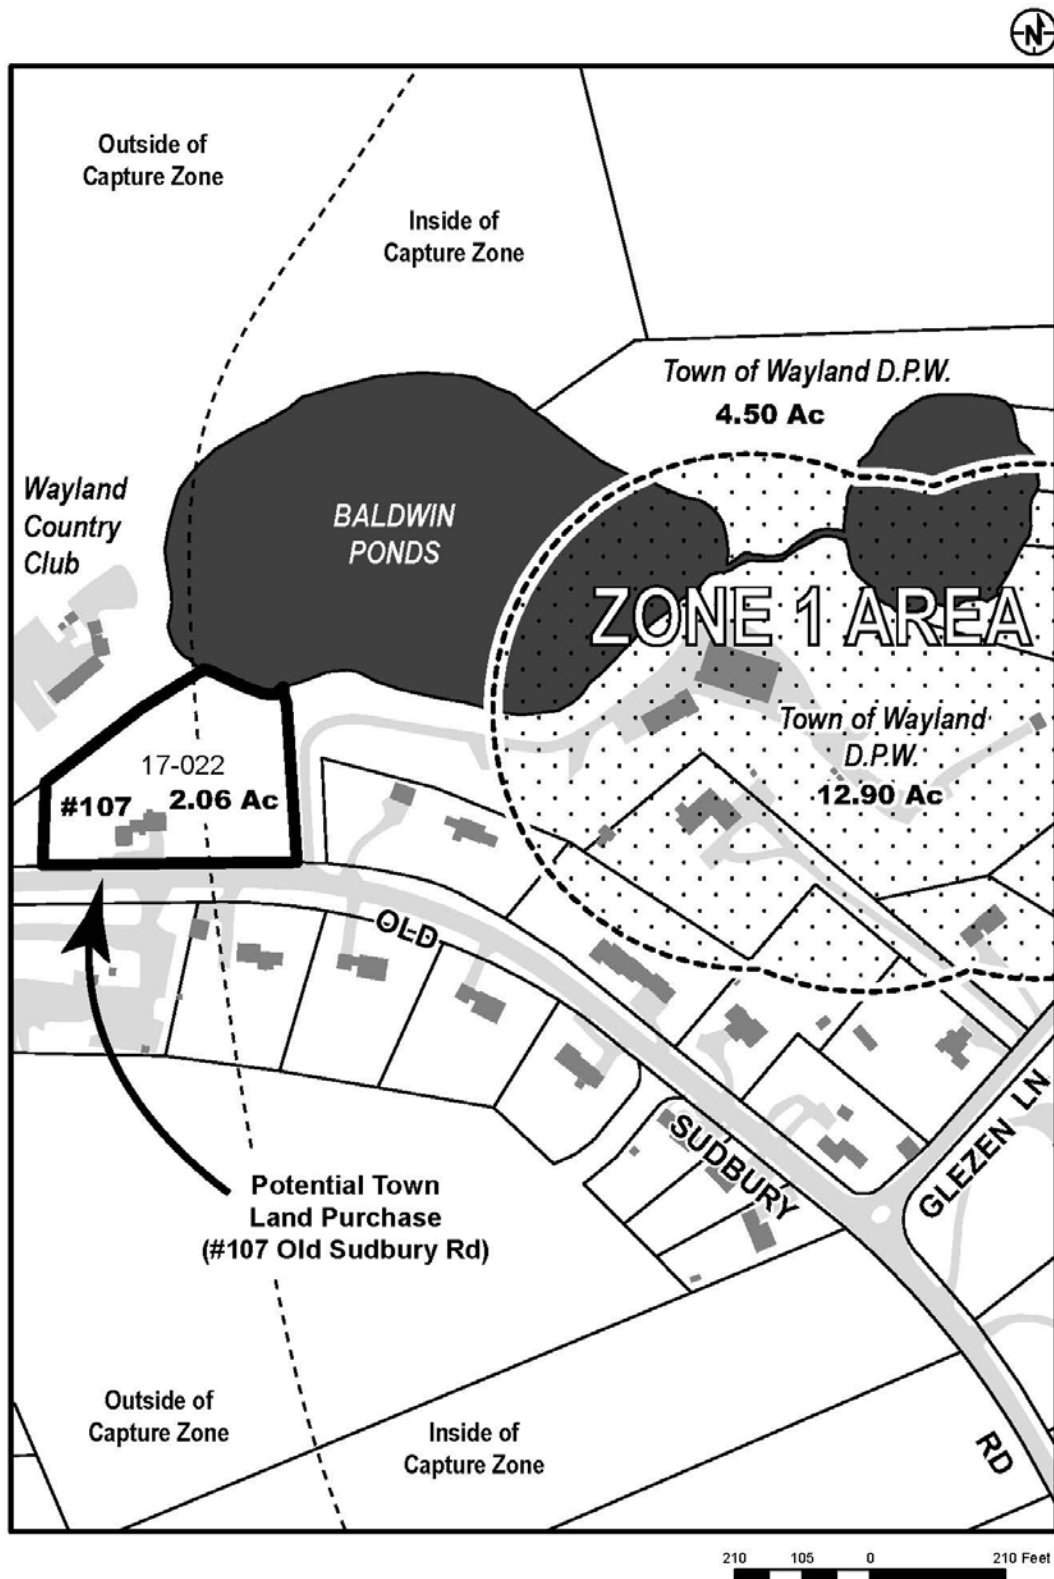 N
Outside of
Capture Zone
Inside of
Capture Zone
Town of Wayland D.P.W.
4.50 Ac
Wayland
Country
Club
BALDWIN
PONDS
ZONE 1 AREA
Town of Wayland
D.P.W.
12.90 Ac
17-022
#107 2.06 Ac
OLD
SUDBURY
GLEZEN LN
Potential Town
Land Purchase
(#107 Old Sudbury Rd)
Outside of
Capture Zone
Inside of
Capture Zone
RD
210 105 0 210 Feet